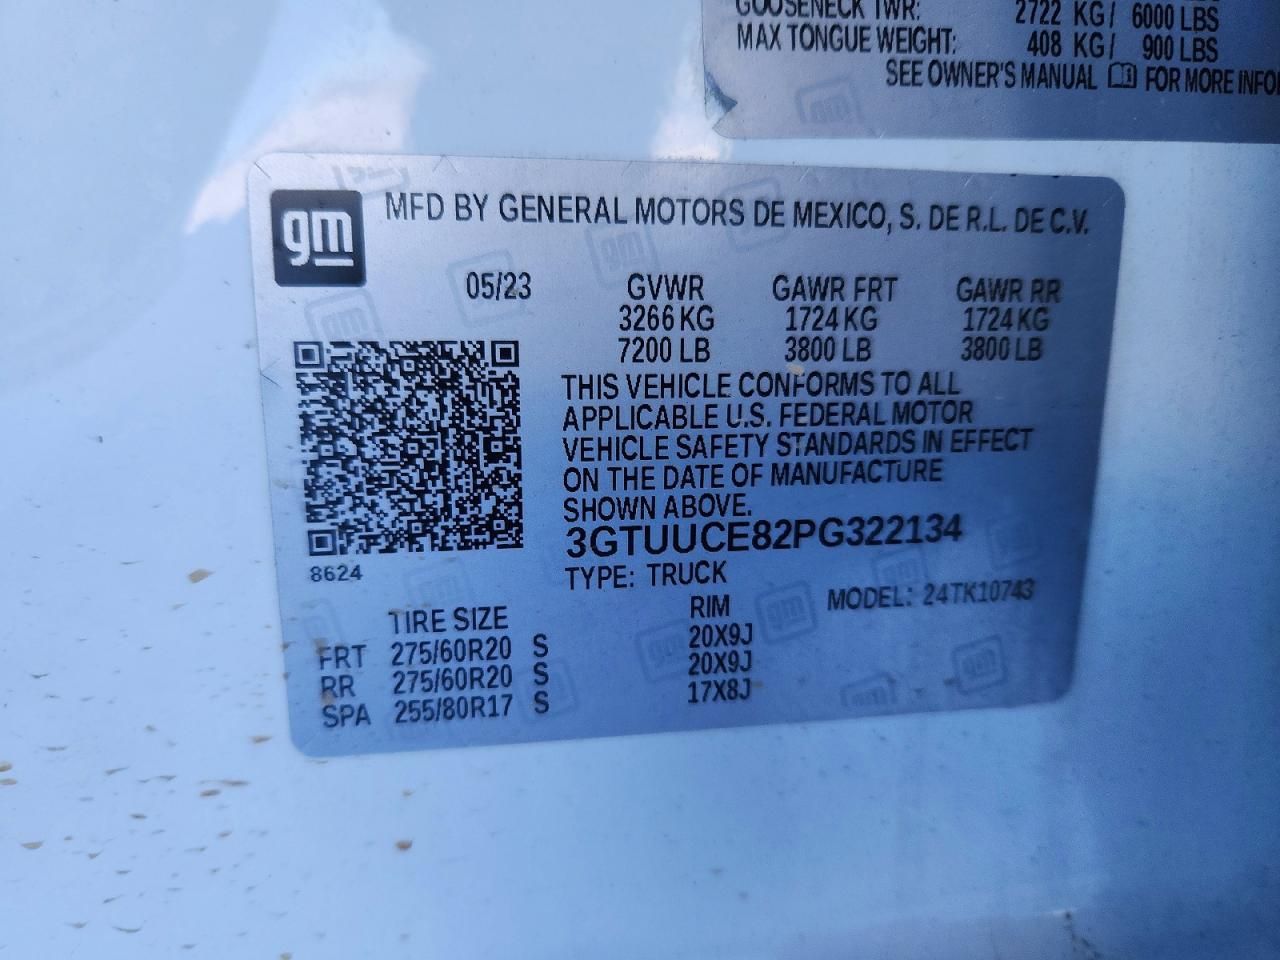 GOOSENECK TWR: 2722 KG/ 6000 LBS
MAX TONGUE WEIGHT: 408 KG/ 900 LBS
SEE OWNER'S MANUAL FOR MORE INFO
gm MFD BY GENERAL MOTORS DE MEXICO, S. DE R.L. DE C.V.
05/23 GVWR GAWR FRT GAWR RR
3266 KG 1724 KG 1724 KG
7200 LB 3800 LB 3800 LB
THIS VEHICLE CONFORMS TO ALL
APPLICABLE U.S. FEDERAL MOTOR
VEHICLE SAFETY STANDARDS IN EFFECT
ON THE DATE OF MANUFACTURE
SHOWN ABOVE.
3GTUUCE82PG322134
8624
TYPE: TRUCK MODEL: 24TK10743
TIRE SIZE RIM
FRT 275/60R20 S 20X9J
RR 275/60R20 S 20X9J
SPA 255/80R17 S 17X8J